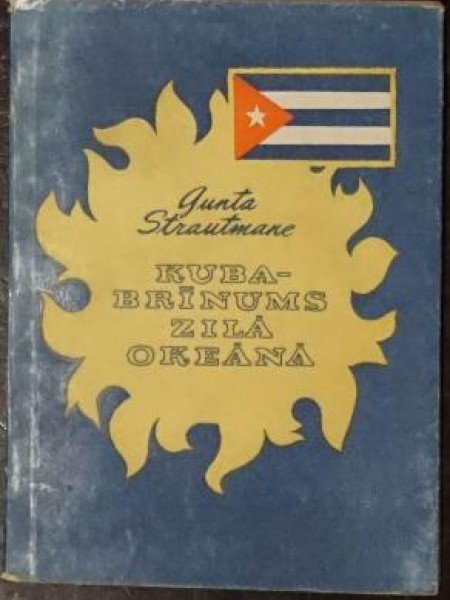 Gunta
Strautmane
KUBA-
BRĪNUMS
ZILĀ
OKEĀNĀ